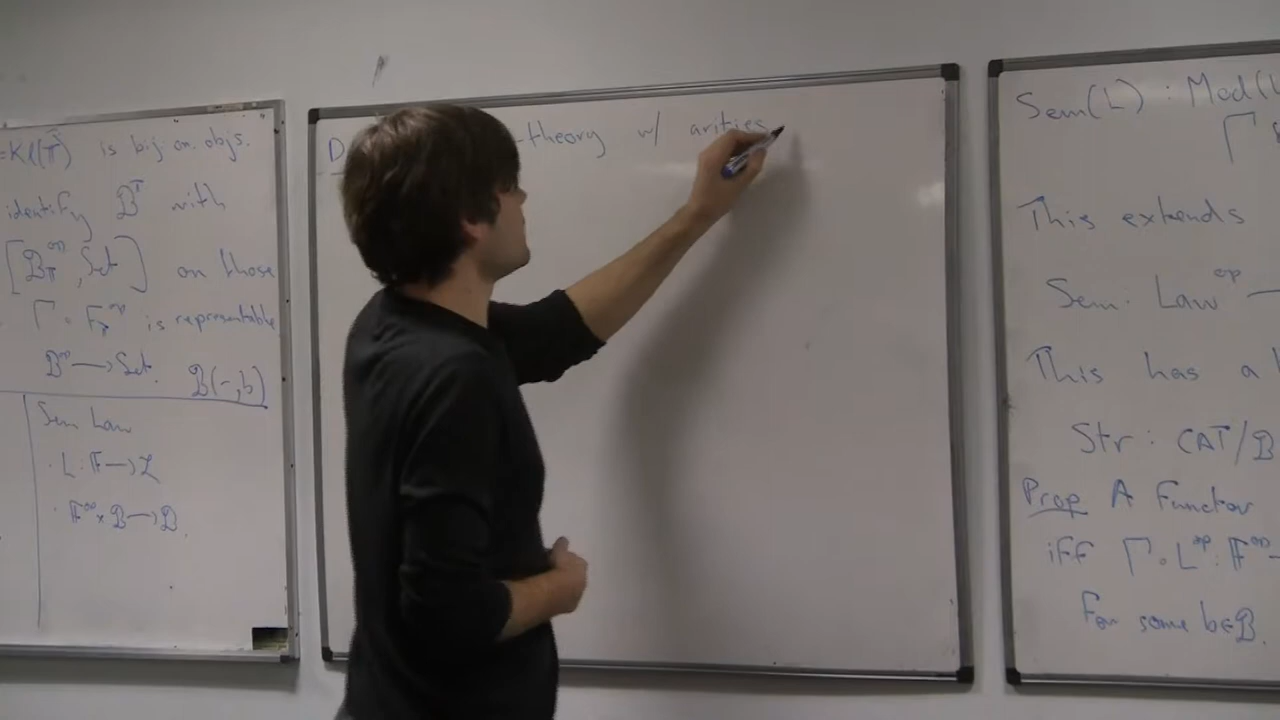 =Kl(T) is bij. on. objs.
identify B^T with
[B_T^op, Set] on those
Γ ∘ F_T^op is representable
B^op → Set. B(-,b)
Sem Law
· L: F → L
· F^op × B → B.
D
-theory w/ arities
Sem(L) : Mod(L
Γ
This extends
Sem. Law^op →
This has a
Str : CAT/B
Prop A Functor
iff Γ ∘ L^op : F^op
For some b∈B.